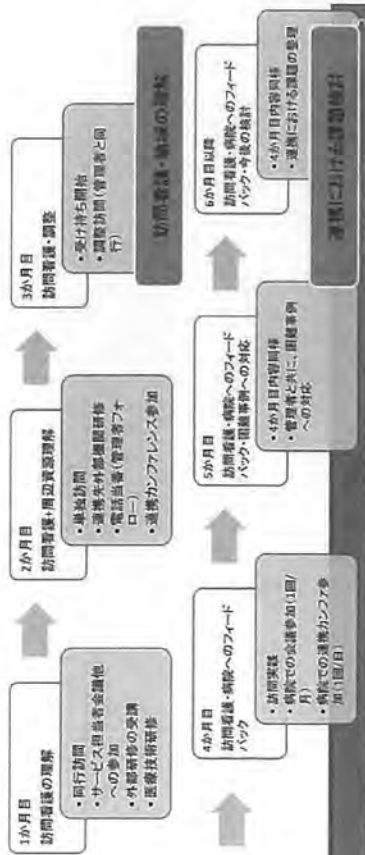 1か月目
訪問看護の理解
• 同行訪問
• サービス担当者会議他
への参加
• 外部研修の受講
• 医療技術研修
2か月目
訪問看護+周辺資源理解
• 単独訪問
• 連携先外部機関研修
• 電話当番(管理者フォ
ロー)
• 連携カンファレンス参加
3か月目
訪問看護・調整
• 受け持ち開始
• 調整訪問(管理者と同
行)
訪問看護・地域の理解
4か月目
訪問看護・病院へのフィード
バック
• 訪問実践
• 病院での会議参加(1回/
月)
• 病院での連携カンファ参
加(1回/日)
5か月目
訪問看護・病院へのフィード
バック・困難事例への対応
• 4か月目内容同様
• 管理者と共に、困難事例
への対応
6か月目以降
訪問看護・病院へのフィード
バック・今後の検討
• 4か月目内容同様
• 連携における課題の整理
連携における課題検討